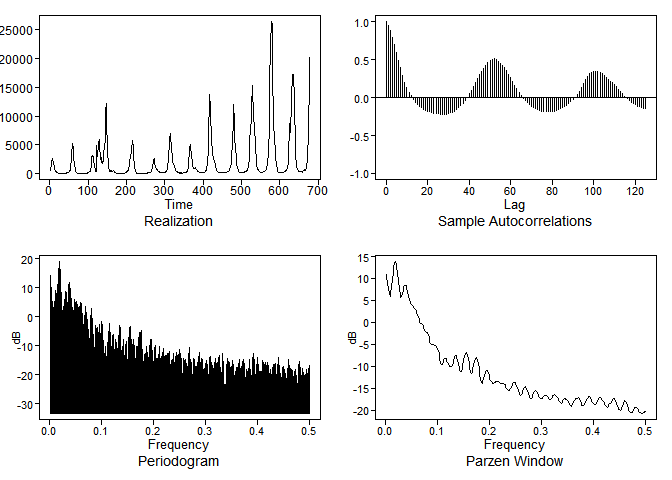 25000
20000
15000
10000
5000
0
0 100 200 300 400 500 600 700
Time
Realization
1.0
0.5
0.0
-0.5
-1.0
0 20 40 60 80 100 120
Lag
Sample Autocorrelations
20
10
0
-10
-20
-30
dB
0.0 0.1 0.2 0.3 0.4 0.5
Frequency
Periodogram
15
10
5
0
-5
-10
-15
-20
dB
0.0 0.1 0.2 0.3 0.4 0.5
Frequency
Parzen Window